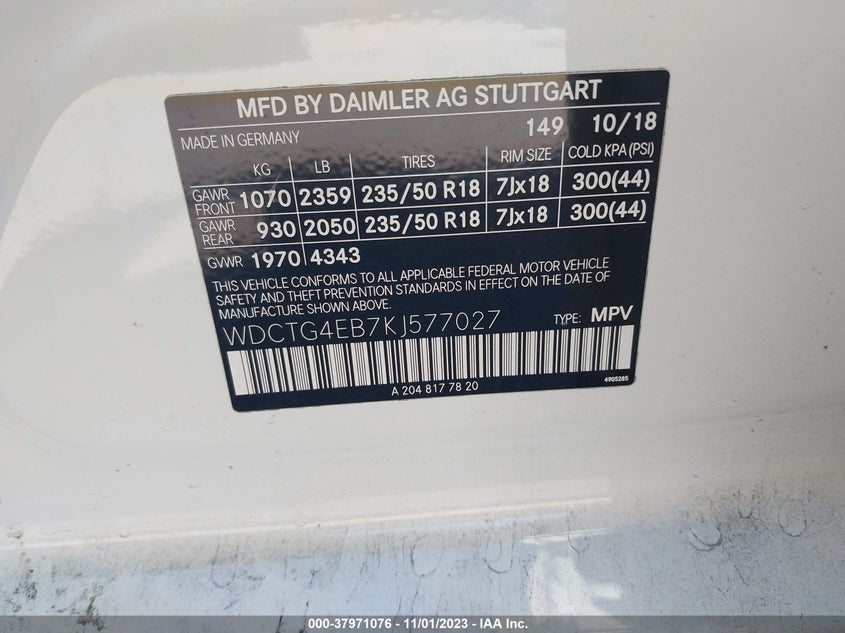 MFD BY DAIMLER AG STUTTGART
MADE IN GERMANY 149 10/18
KG LB TIRES RIM SIZE COLD KPA (PSI)
GAWR FRONT 1070 2359 235/50 R18 7Jx18 300(44)
GAWR REAR 930 2050 235/50 R18 7Jx18 300(44)
GVWR 1970 4343
THIS VEHICLE CONFORMS TO ALL APPLICABLE FEDERAL MOTOR VEHICLE
SAFETY AND THEFT PREVENTION STANDARDS IN EFFECT ON THE DATE OF
MANUFACTURE SHOWN ABOVE.
WDCTG4EB7KJ577027 TYPE: MPV
A 204 817 78 20 4905285
000-37971076 - 11/01/2023 - IAA Inc.